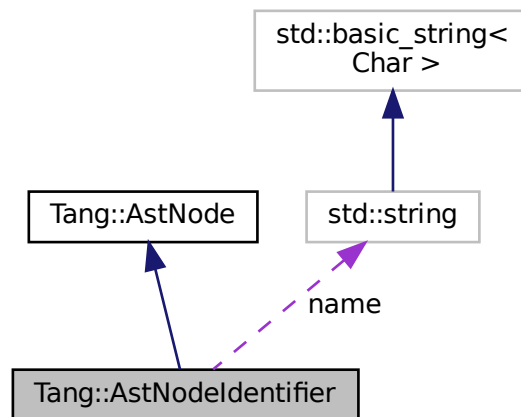 std::basic_string<
Char >
Tang::AstNode
std::string
name
Tang::AstNodeIdentifier